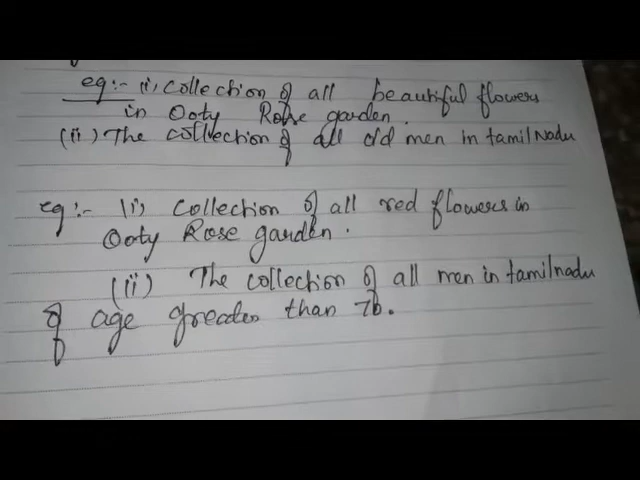 eg:- (i) collection of all beautiful flowers
in Ooty Rose garden.
(ii) The collection of all old men in tamilNadu
eg:- (i) collection of all red flowers in
Ooty Rose garden.
(ii) The collection of all men in tamilnadu
of age greater than 70.